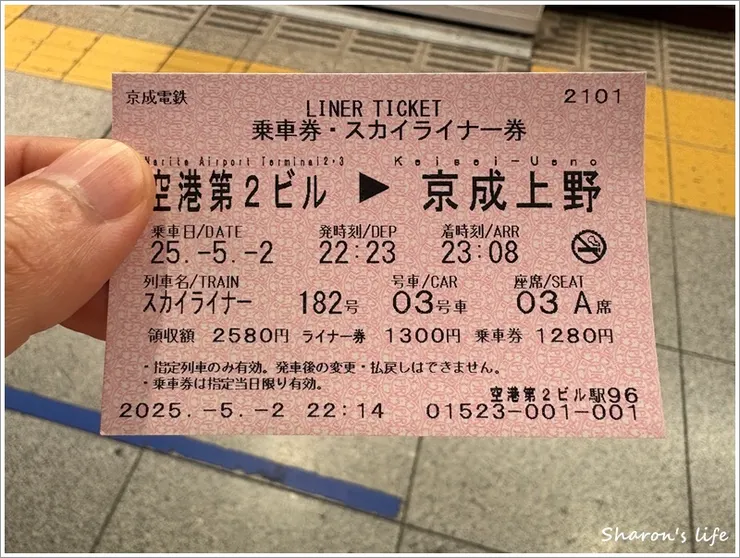 京成電鉄
LINER TICKET
2101
乗車券・スカイライナー券
Narita Airport Terminal2･3 Keisei-Ueno
空港第2ビル ▶ 京成上野
乗車日/DATE 発時刻/DEP 着時刻/ARR
25.-5.-2 22:23 23:08
列車名/TRAIN 号車/CAR 座席/SEAT
スカイライナー 182号 03号車 03 A席
領収額 2580円 ライナー券 1300円 乗車券 1280円
・指定列車のみ有効。発車後の変更・払戻しはできません。
・乗車券は指定当日限り有効。
空港第2ビル駅96
2025.-5.-2 22:14 01523-001-001
Sharon's life